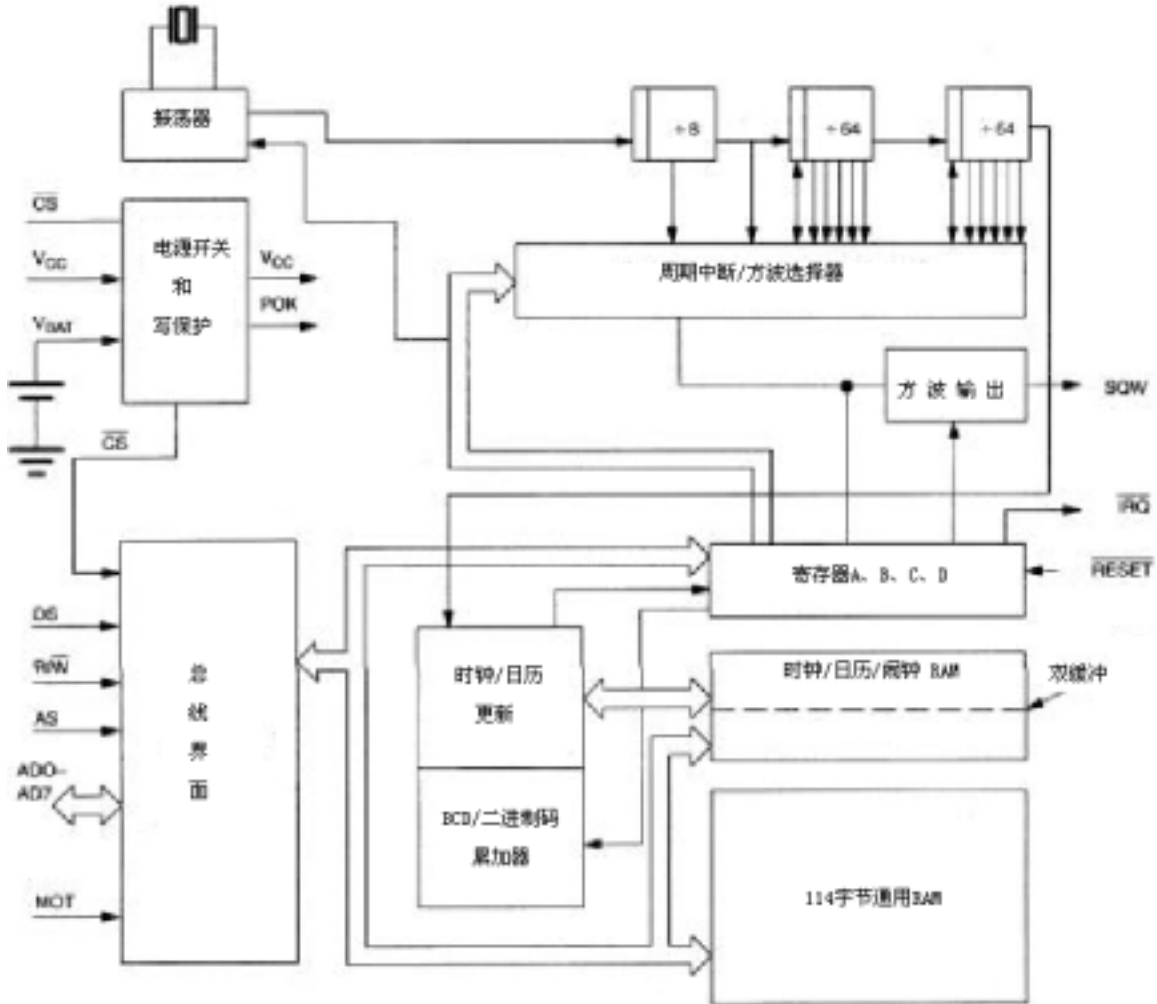 振荡器
÷8
÷64
÷64
C̅S̅
电源开关
和
写保护
VCC
VCC
POK
VBAT
周期中断/方波选择器
方 波 输 出
SQW
C̅S̅
I̅R̅Q̅
寄存器A、B、C、D
R̅E̅S̅E̅T̅
DS
R/W̅
AS
AD0–
AD7
MOT
总
线
界
面
时钟/日历
更新
时钟/日历/闹钟 RAM
双缓冲
BCD/二进制码
累加器
114字节通用RAM